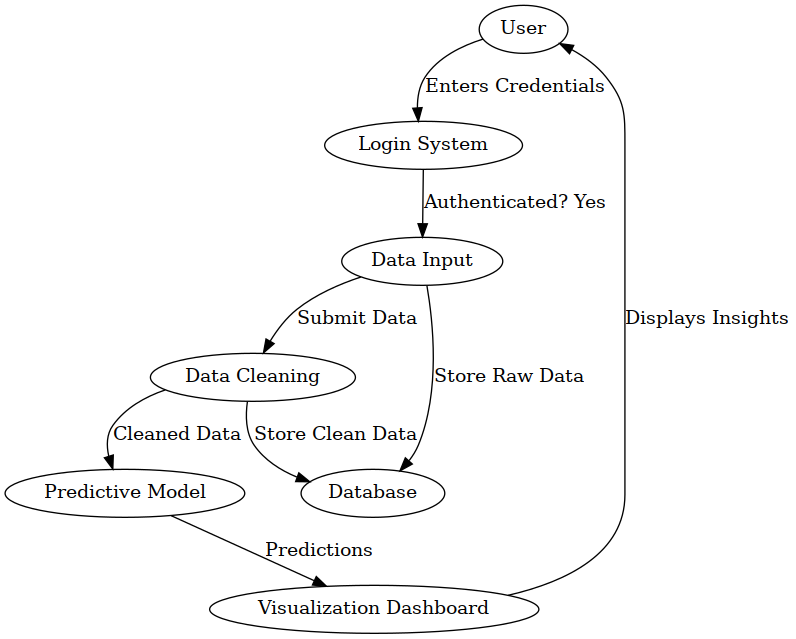 User
Enters Credentials
Login System
Authenticated? Yes
Data Input
Submit Data
Displays Insights
Data Cleaning
Store Raw Data
Cleaned Data
Store Clean Data
Predictive Model
Database
Predictions
Visualization Dashboard